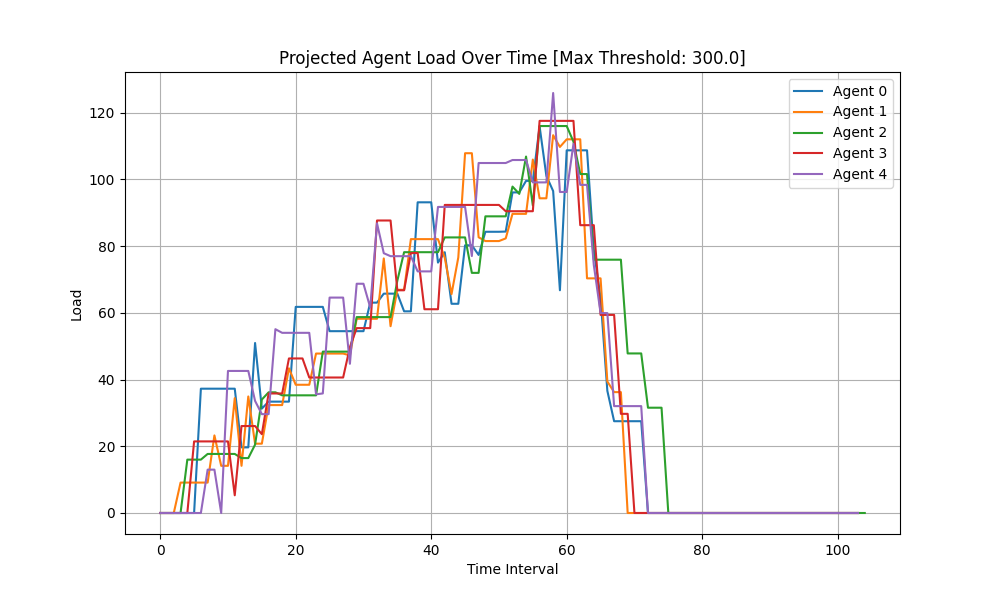 Projected Agent Load Over Time [Max Threshold: 300.0]
Agent 0
Agent 1
Agent 2
Agent 3
Agent 4
Load
120
100
80
60
40
20
0
0 20 40 60 80 100
Time Interval